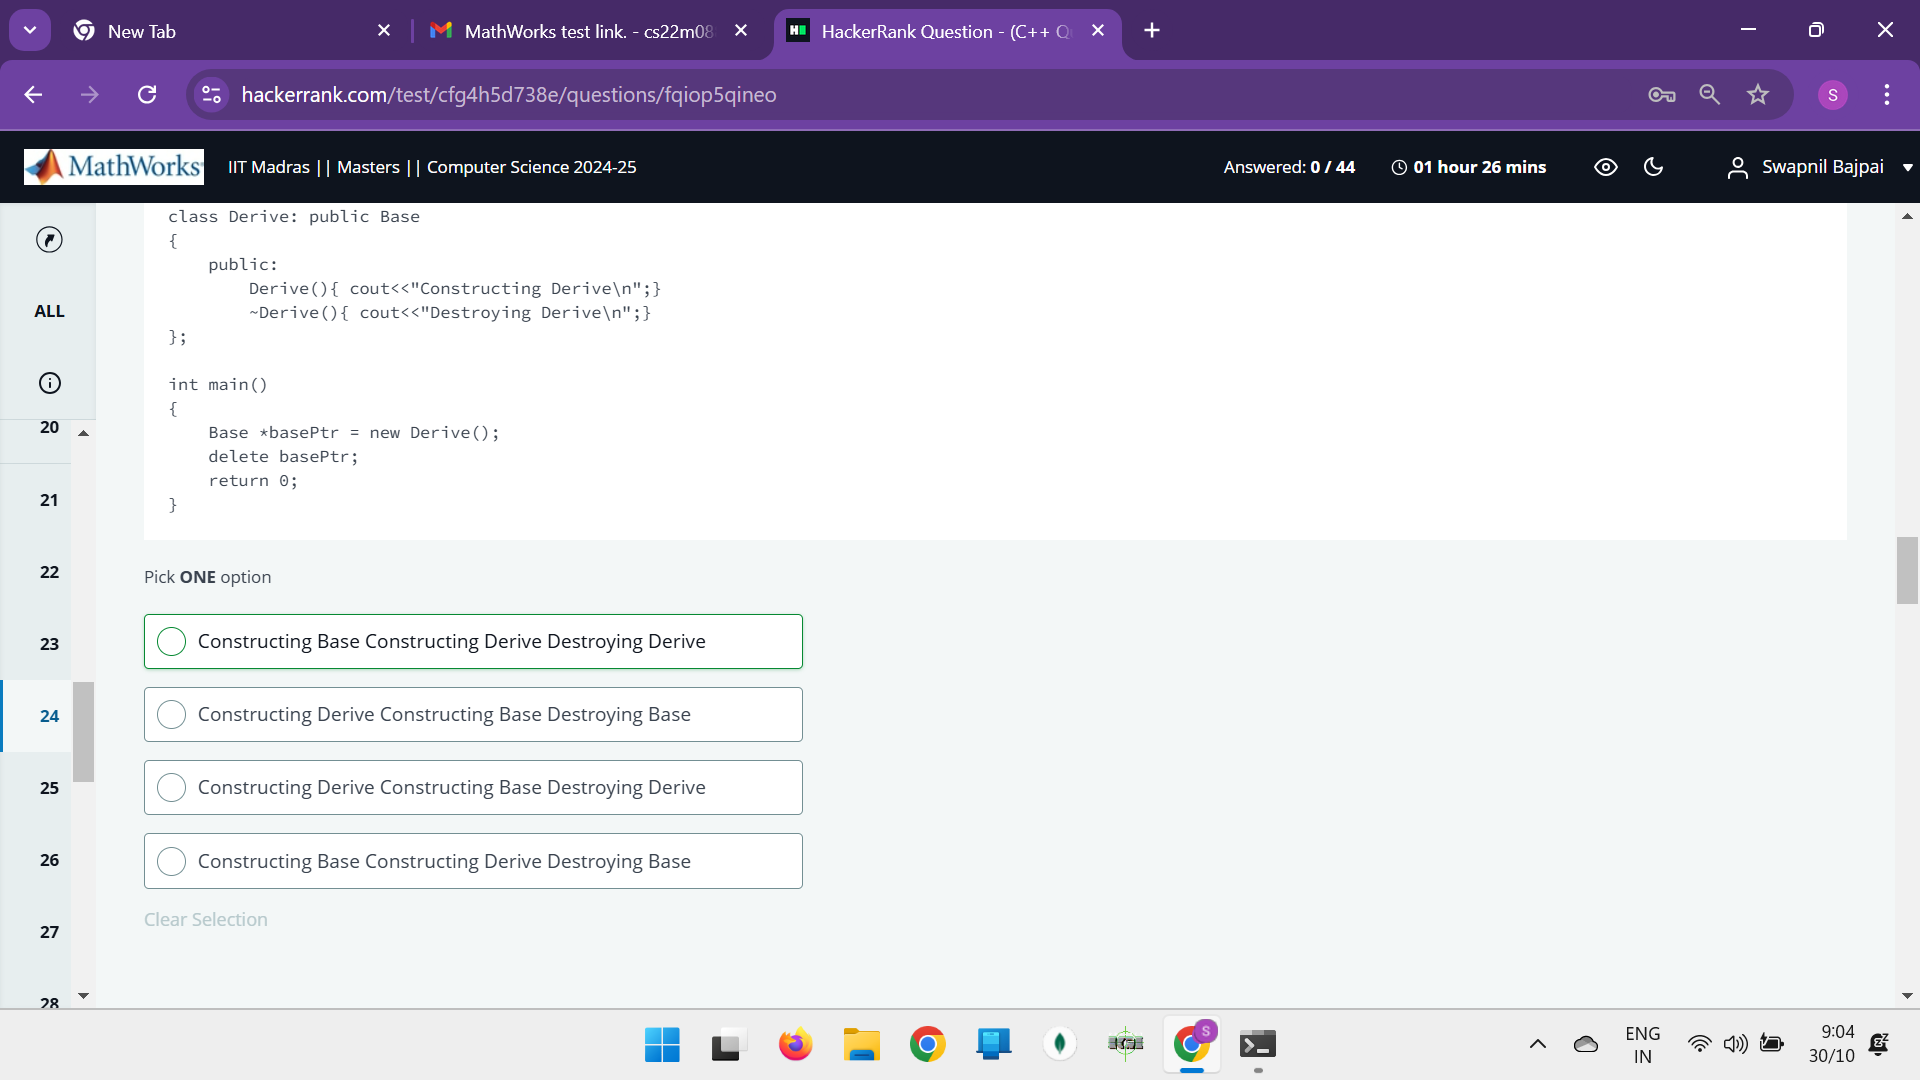 New Tab
MathWorks test link. - cs22m08
HackerRank Question - (C++ Q
hackerrank.com/test/cfg4h5d738e/questions/fqiop5qineo
S
MathWorks
IIT Madras || Masters || Computer Science 2024-25
Answered: 0 / 44
01 hour 26 mins
Swapnil Bajpai
ALL
20
21
22
23
24
25
26
27
28
class Derive: public Base
{
public:
Derive(){ cout<<"Constructing Derive\n";}
~Derive(){ cout<<"Destroying Derive\n";}
};
int main()
{
Base *basePtr = new Derive();
delete basePtr;
return 0;
}
Pick ONE option
Constructing Base Constructing Derive Destroying Derive
Constructing Derive Constructing Base Destroying Base
Constructing Derive Constructing Base Destroying Derive
Constructing Base Constructing Derive Destroying Base
Clear Selection
S
ENG
IN
9:04
30/10